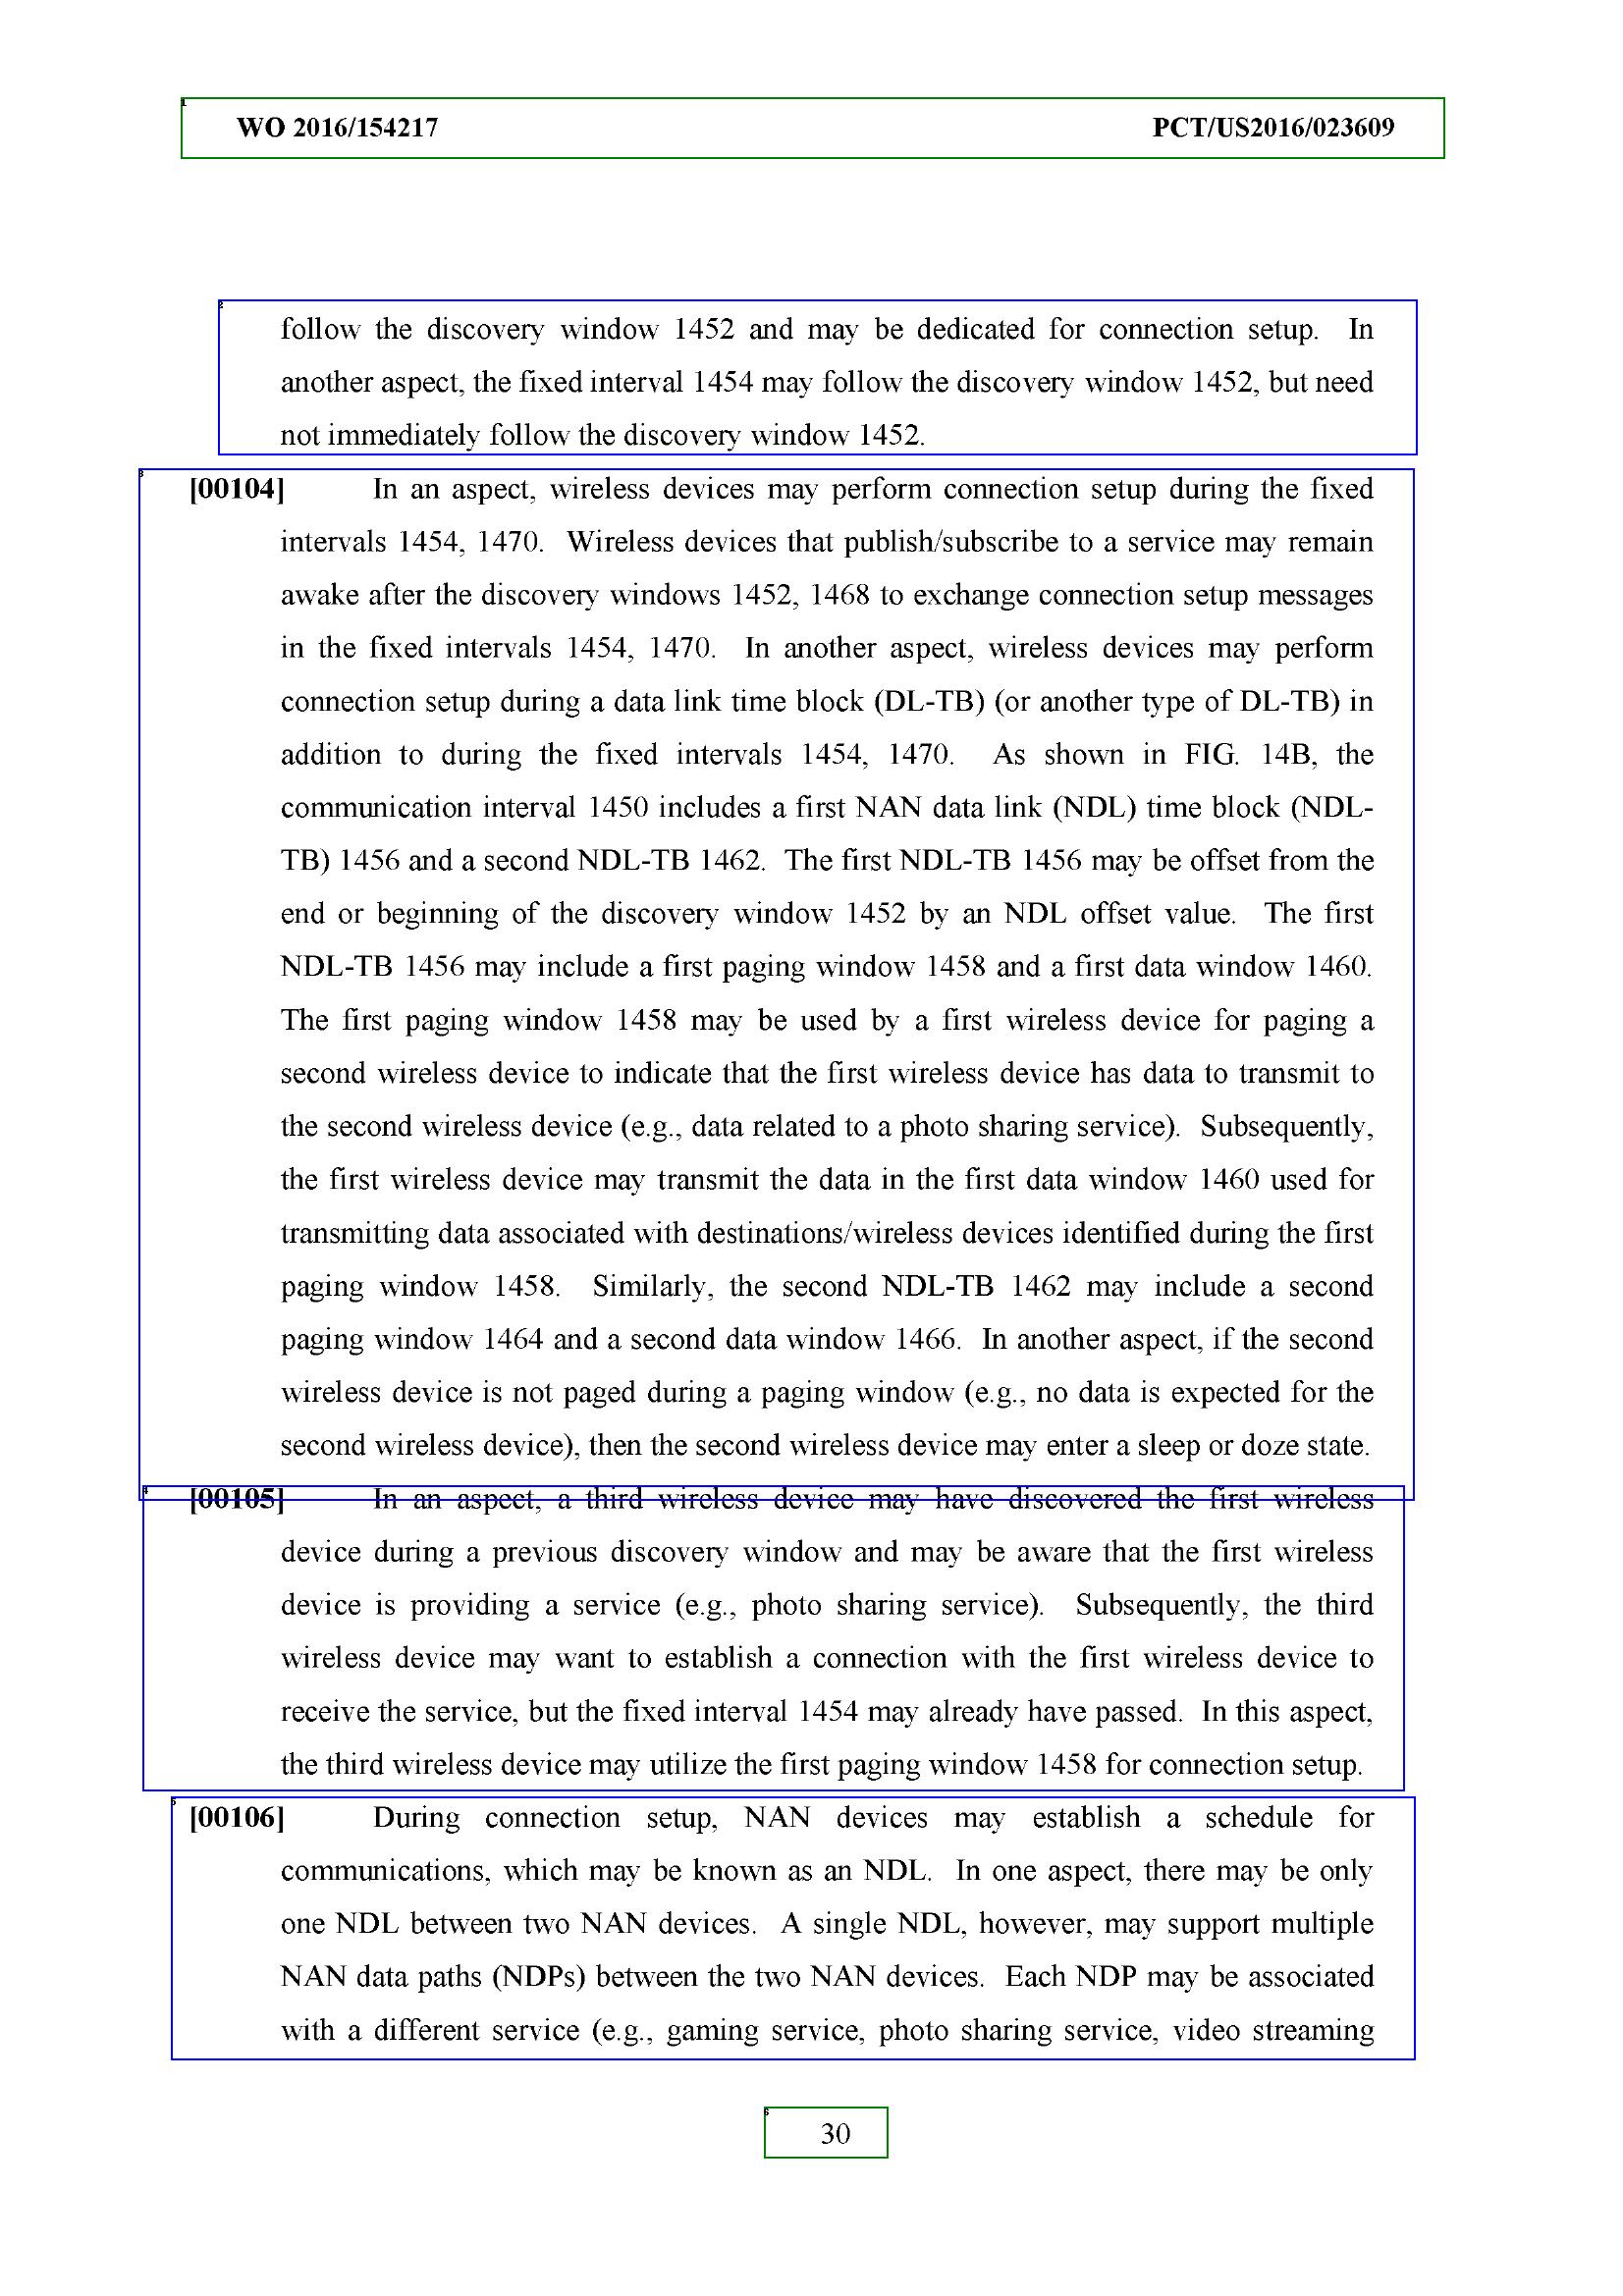 WO 2016/154217 PCT/US2016/023609
follow the discovery window 1452 and may be dedicated for connection setup. In
another aspect, the fixed interval 1454 may follow the discovery window 1452, but need
not immediately follow the discovery window 1452.
[00104] In an aspect, wireless devices may perform connection setup during the fixed
intervals 1454, 1470. Wireless devices that publish/subscribe to a service may remain
awake after the discovery windows 1452, 1468 to exchange connection setup messages
in the fixed intervals 1454, 1470. In another aspect, wireless devices may perform
connection setup during a data link time block (DL-TB) (or another type of DL-TB) in
addition to during the fixed intervals 1454, 1470. As shown in FIG. 14B, the
communication interval 1450 includes a first NAN data link (NDL) time block (NDL-
TB) 1456 and a second NDL-TB 1462. The first NDL-TB 1456 may be offset from the
end or beginning of the discovery window 1452 by an NDL offset value. The first
NDL-TB 1456 may include a first paging window 1458 and a first data window 1460.
The first paging window 1458 may be used by a first wireless device for paging a
second wireless device to indicate that the first wireless device has data to transmit to
the second wireless device (e.g., data related to a photo sharing service). Subsequently,
the first wireless device may transmit the data in the first data window 1460 used for
transmitting data associated with destinations/wireless devices identified during the first
paging window 1458. Similarly, the second NDL-TB 1462 may include a second
paging window 1464 and a second data window 1466. In another aspect, if the second
wireless device is not paged during a paging window (e.g., no data is expected for the
second wireless device), then the second wireless device may enter a sleep or doze state.
[00105] In an aspect, a third wireless device may have discovered the first wireless
device during a previous discovery window and may be aware that the first wireless
device is providing a service (e.g., photo sharing service). Subsequently, the third
wireless device may want to establish a connection with the first wireless device to
receive the service, but the fixed interval 1454 may already have passed. In this aspect,
the third wireless device may utilize the first paging window 1458 for connection setup.
[00106] During connection setup, NAN devices may establish a schedule for
communications, which may be known as an NDL. In one aspect, there may be only
one NDL between two NAN devices. A single NDL, however, may support multiple
NAN data paths (NDPs) between the two NAN devices. Each NDP may be associated
with a different service (e.g., gaming service, photo sharing service, video streaming
30